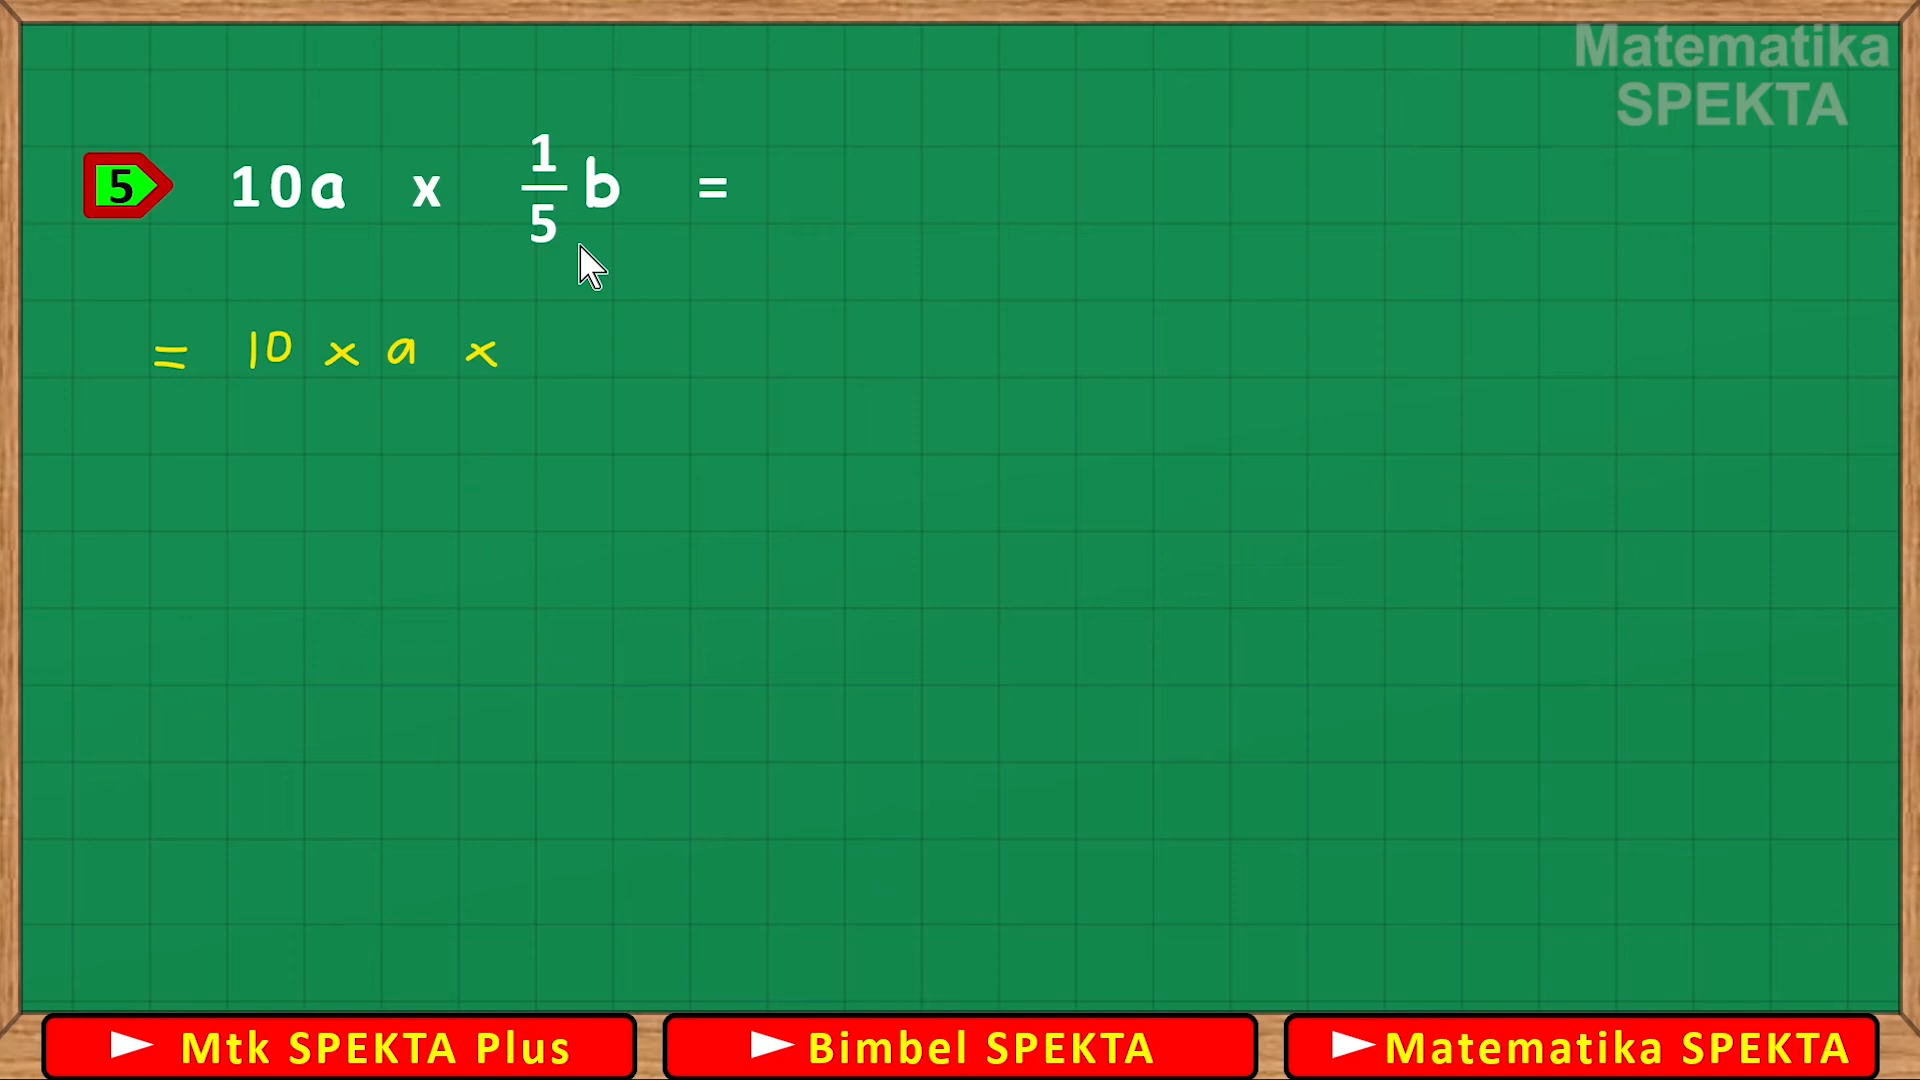 Matematika
SPEKTA
5 10a x 1/5 b =
= 10 x a x
Mtk SPEKTA Plus
Bimbel SPEKTA
Matematika SPEKTA